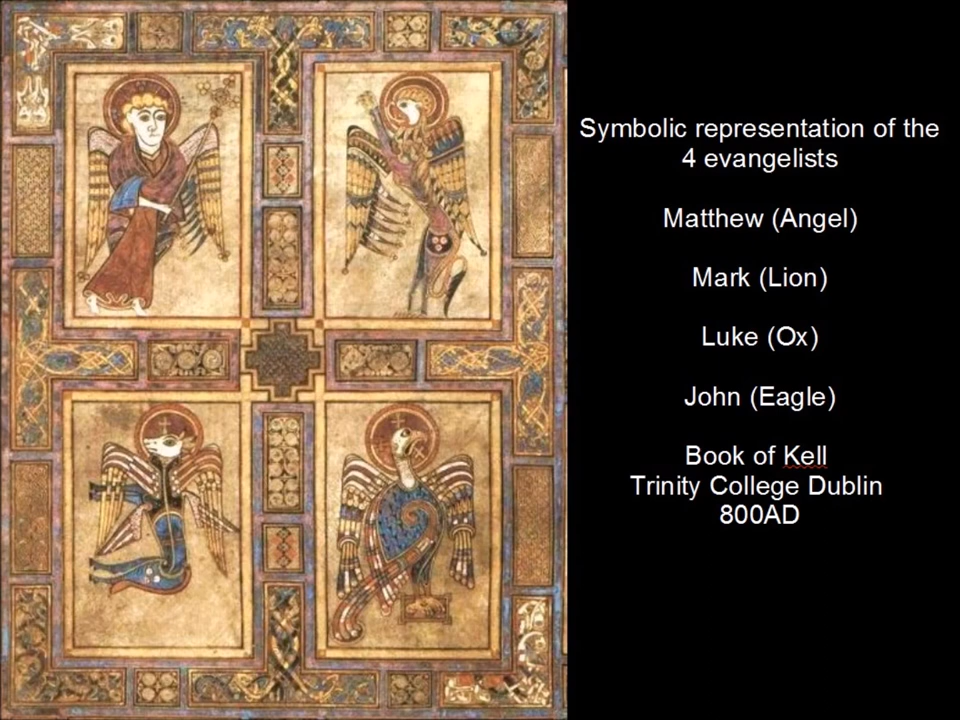 Symbolic representation of the
4 evangelists
Matthew (Angel)
Mark (Lion)
Luke (Ox)
John (Eagle)
Book of Kell
Trinity College Dublin
800AD